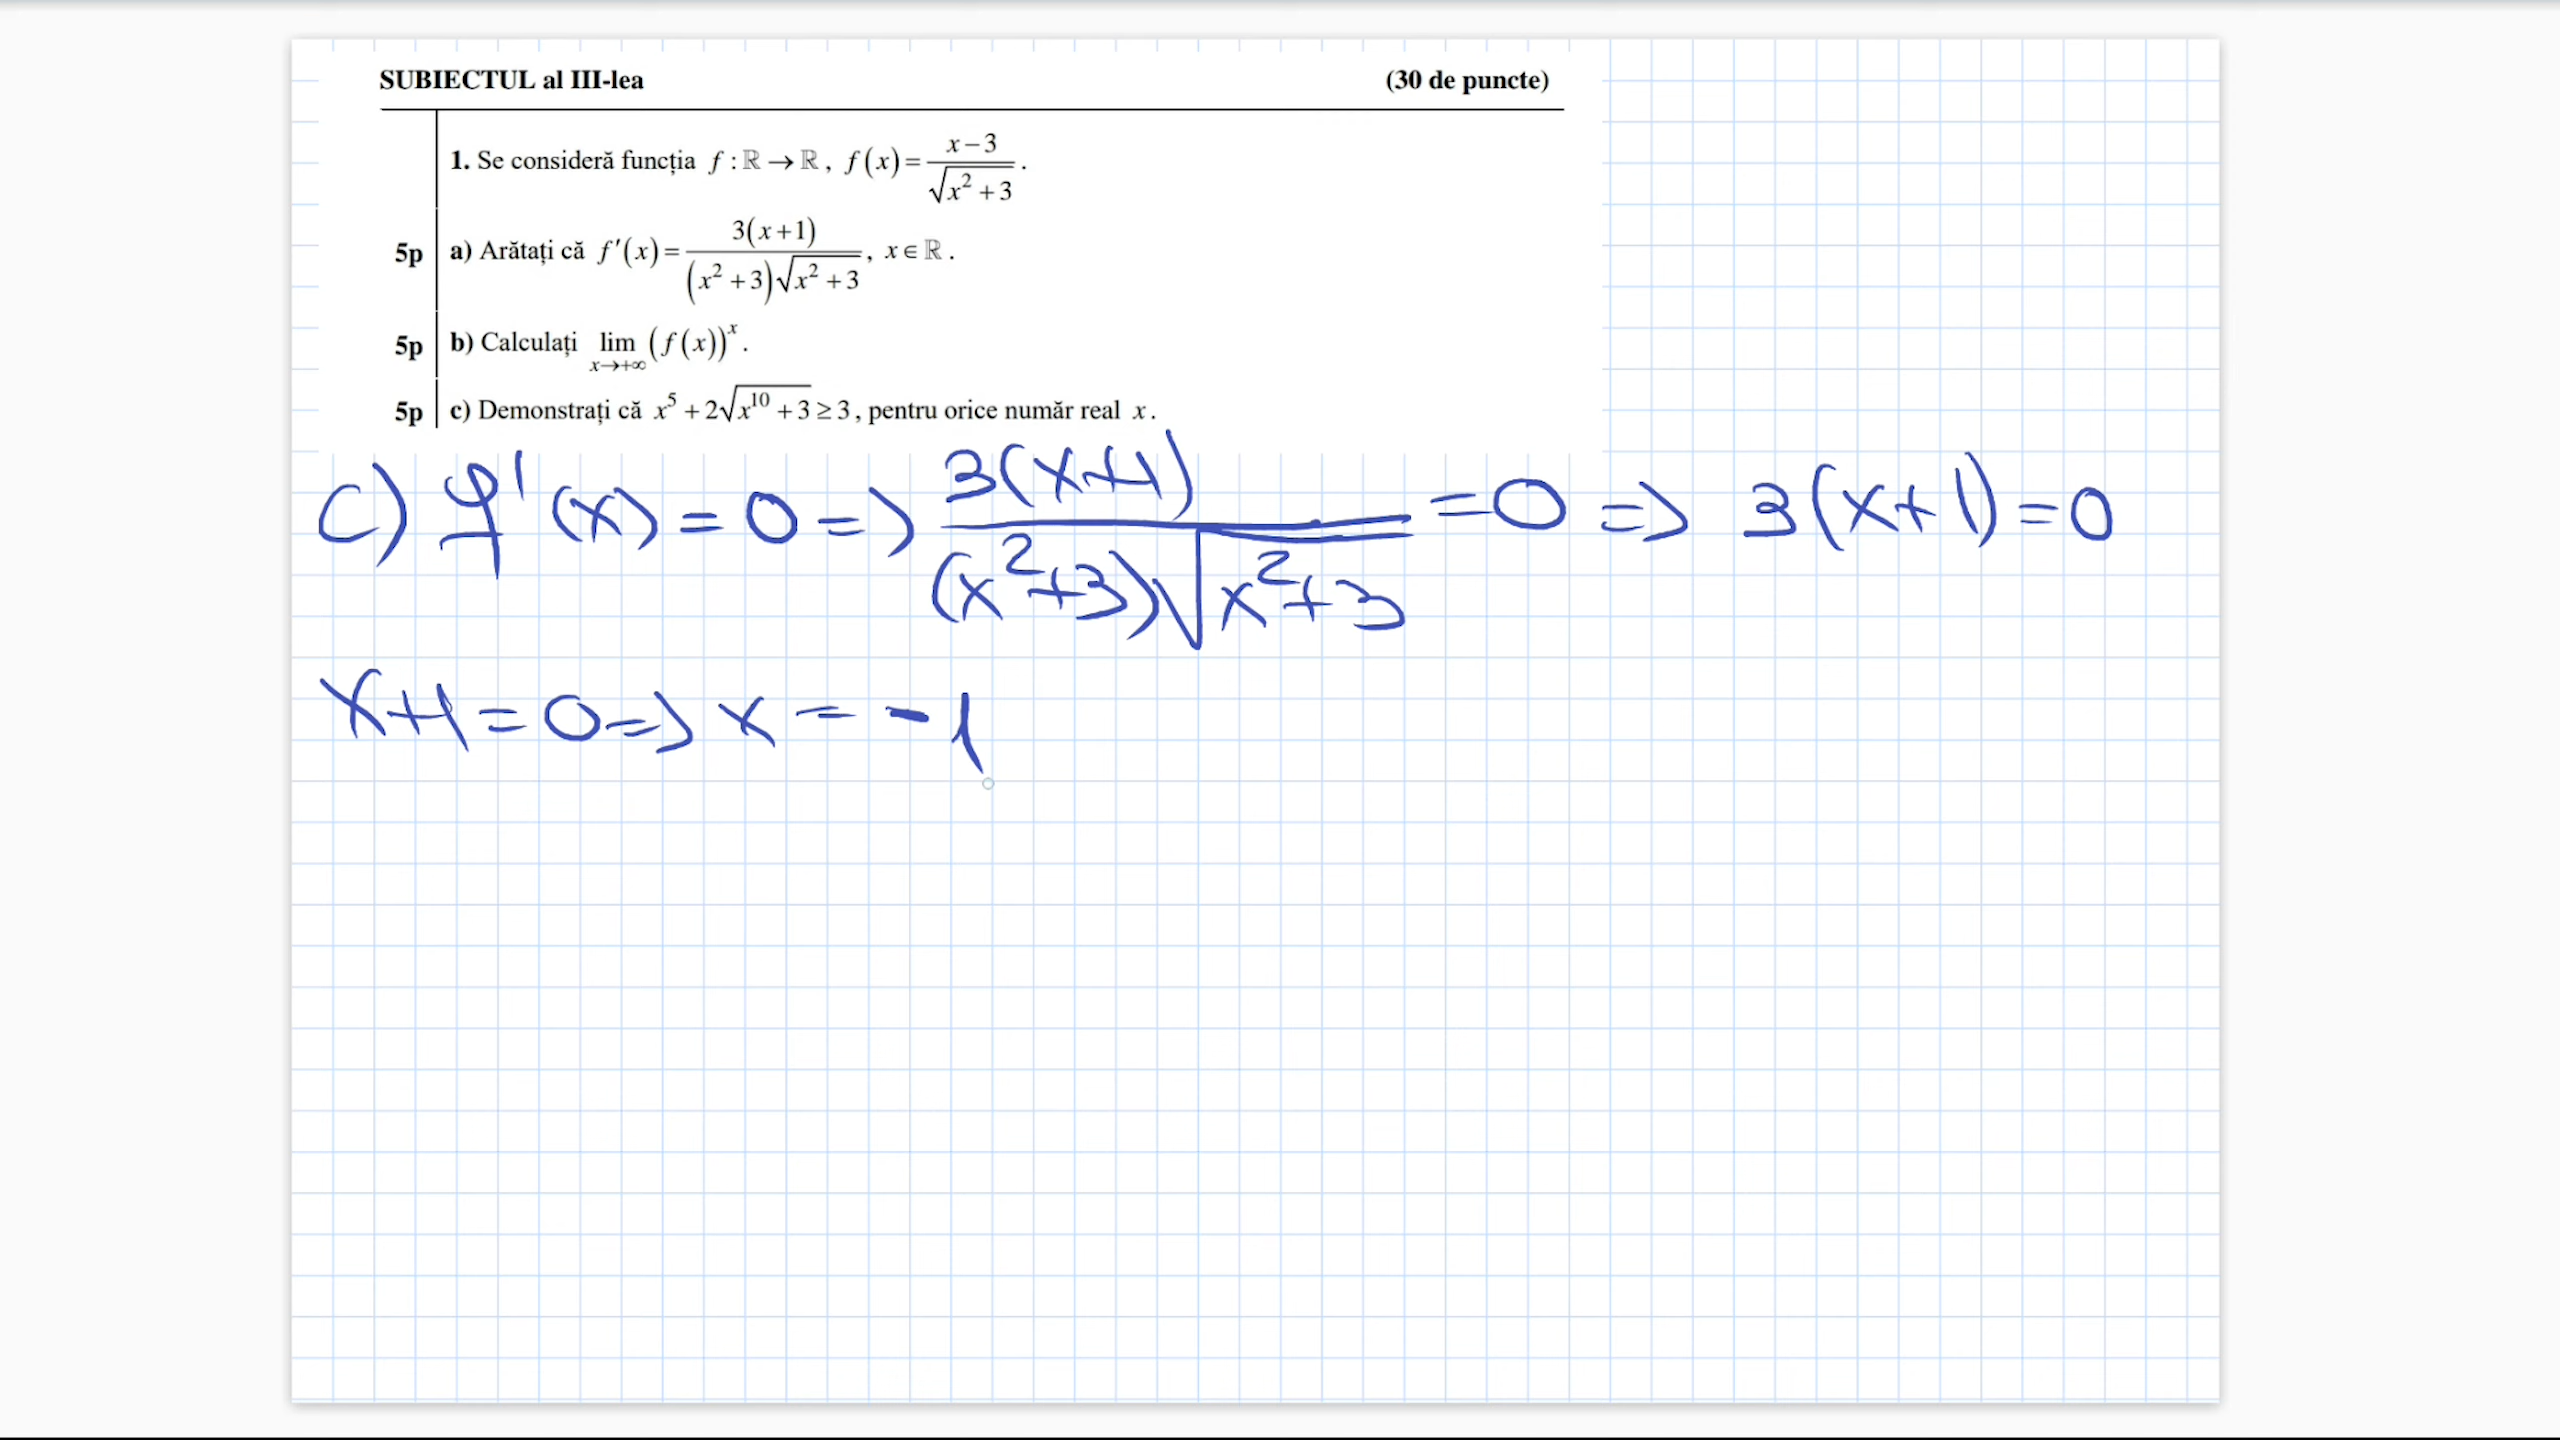 SUBIECTUL al III-lea (30 de puncte)
1. Se consideră funcția f : ℝ → ℝ, f(x) = (x − 3)/√(x² + 3).
5p a) Arătați că f′(x) = 3(x+1)/((x² + 3)√(x² + 3)), x ∈ ℝ.
5p b) Calculați lim x→+∞ (f(x))ˣ.
5p c) Demonstrați că x⁵ + 2√(x¹⁰ + 3) ≥ 3, pentru orice număr real x.
c) f'(x) = 0 => 3(x+1)/((x²+3)√(x²+3)) = 0 => 3(x+1) = 0
x+1 = 0 => x = -1